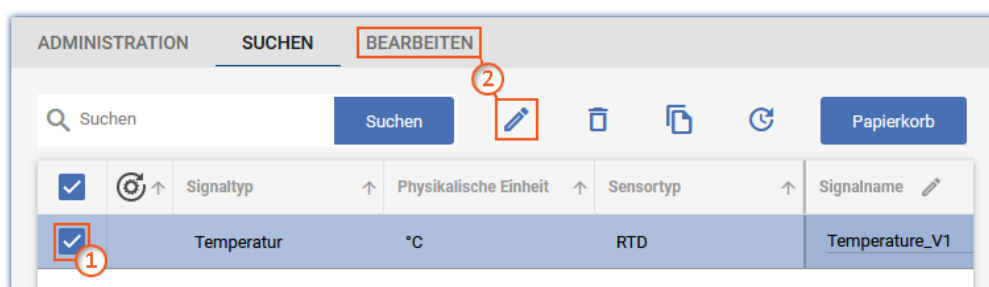 ADMINISTRATION SUCHEN BEARBEITEN
2
Suchen Suchen Papierkorb
Signaltyp Physikalische Einheit Sensortyp Signalname
Temperatur °C RTD Temperature_V1
1